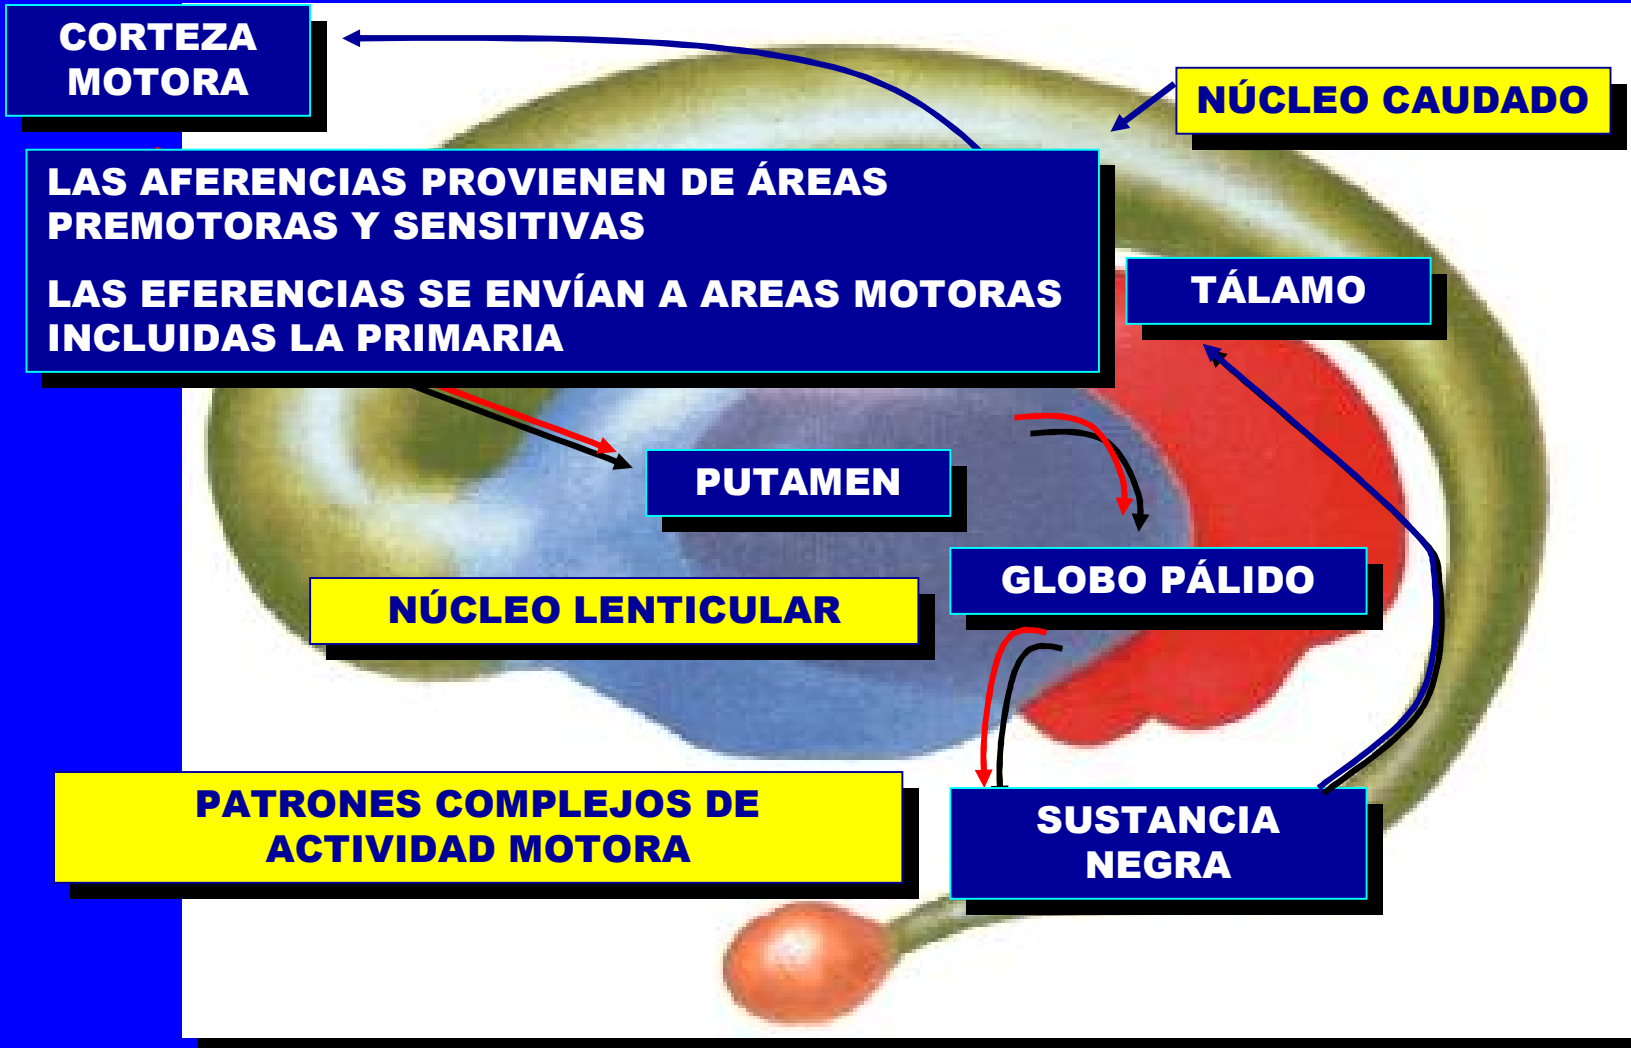 CORTEZA
MOTORA
NÚCLEO CAUDADO
LAS AFERENCIAS PROVIENEN DE ÁREAS
PREMOTORAS Y SENSITIVAS
LAS EFERENCIAS SE ENVÍAN A AREAS MOTORAS
INCLUIDAS LA PRIMARIA
TÁLAMO
PUTAMEN
GLOBO PÁLIDO
NÚCLEO LENTICULAR
PATRONES COMPLEJOS DE
ACTIVIDAD MOTORA
SUSTANCIA
NEGRA